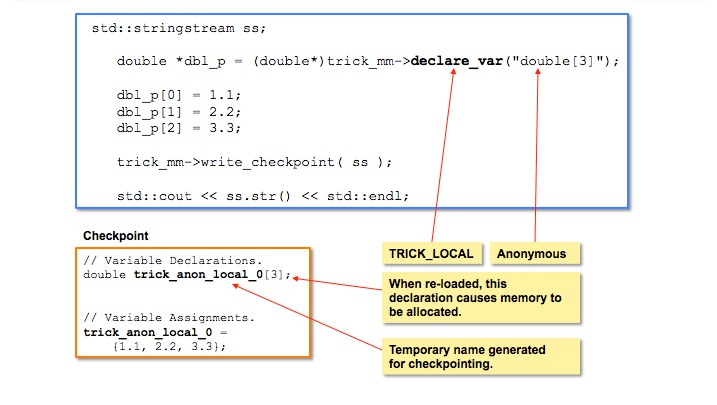 std::stringstream ss;
double *dbl_p = (double*)trick_mm->declare_var("double[3]");
dbl_p[0] = 1.1;
dbl_p[1] = 2.2;
dbl_p[2] = 3.3;
trick_mm->write_checkpoint( ss );
std::cout << ss.str() << std::endl;
Checkpoint
// Variable Declarations.
double trick_anon_local_0[3];
// Variable Assignments.
trick_anon_local_0 =
{1.1, 2.2, 3.3};
TRICK_LOCAL
Anonymous
When re-loaded, this
declaration causes memory to
be allocated.
Temporary name generated
for checkpointing.